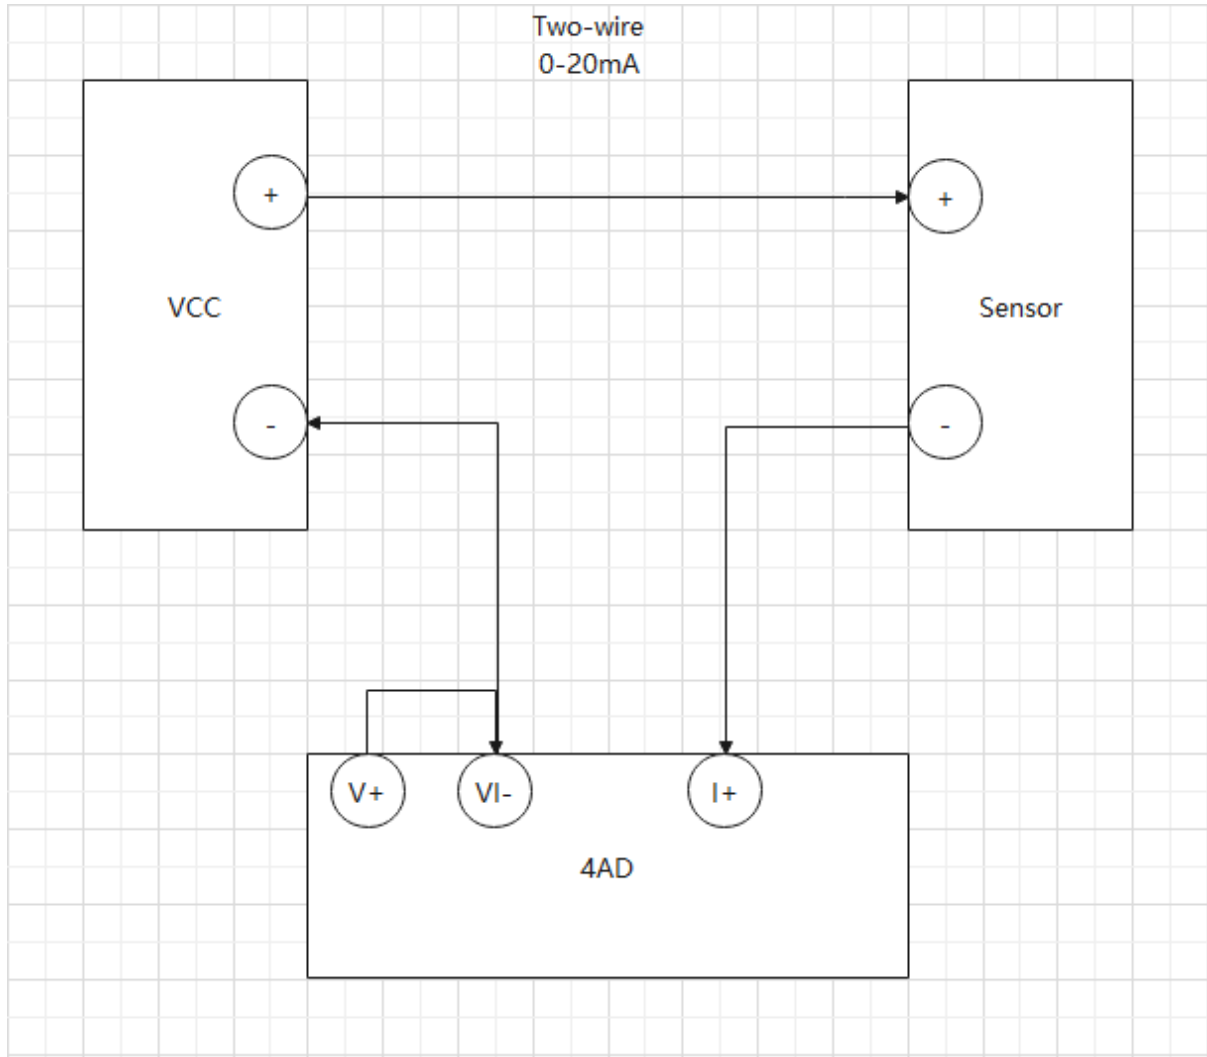 Two-wire
0-20mA
+
+
VCC
Sensor
-
-
V+
VI-
I+
4AD